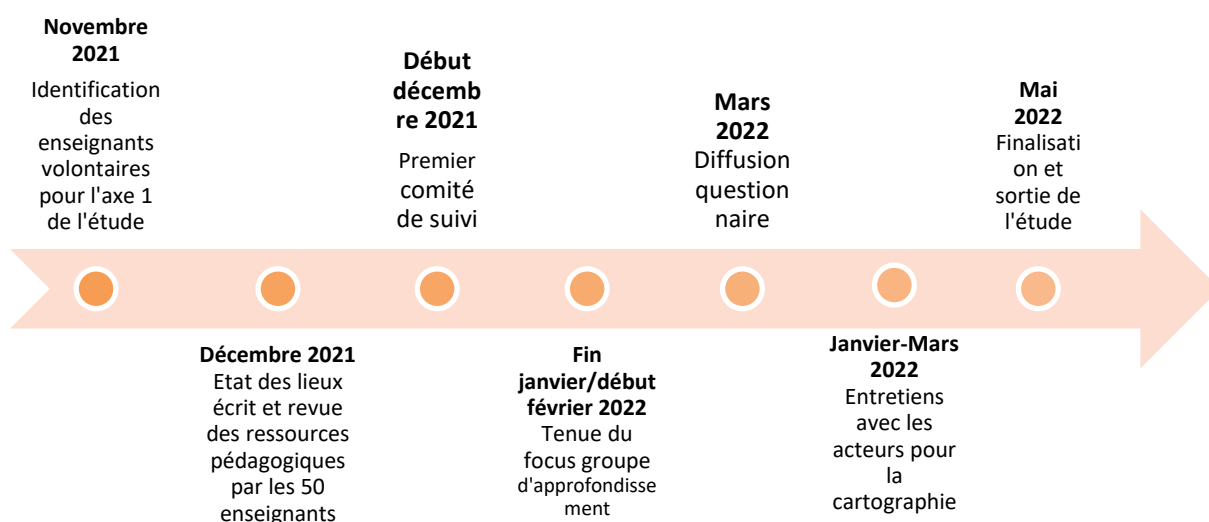 Novembre
2021
Identification
des
enseignants
volontaires
pour l'axe 1
de l'étude
Décembre 2021
Etat des lieux
écrit et revue
des ressources
pédagogiques
par les 50
enseignants
Début
décemb
re 2021
Premier
comité
de suivi
Fin
janvier/début
février 2022
Tenue du
focus groupe
d'approfondisse
ment
Mars
2022
Diffusion
question
naire
Janvier-Mars
2022
Entretiens
avec les
acteurs pour
la
cartographie
Mai
2022
Finalisati
on et
sortie de
l'étude